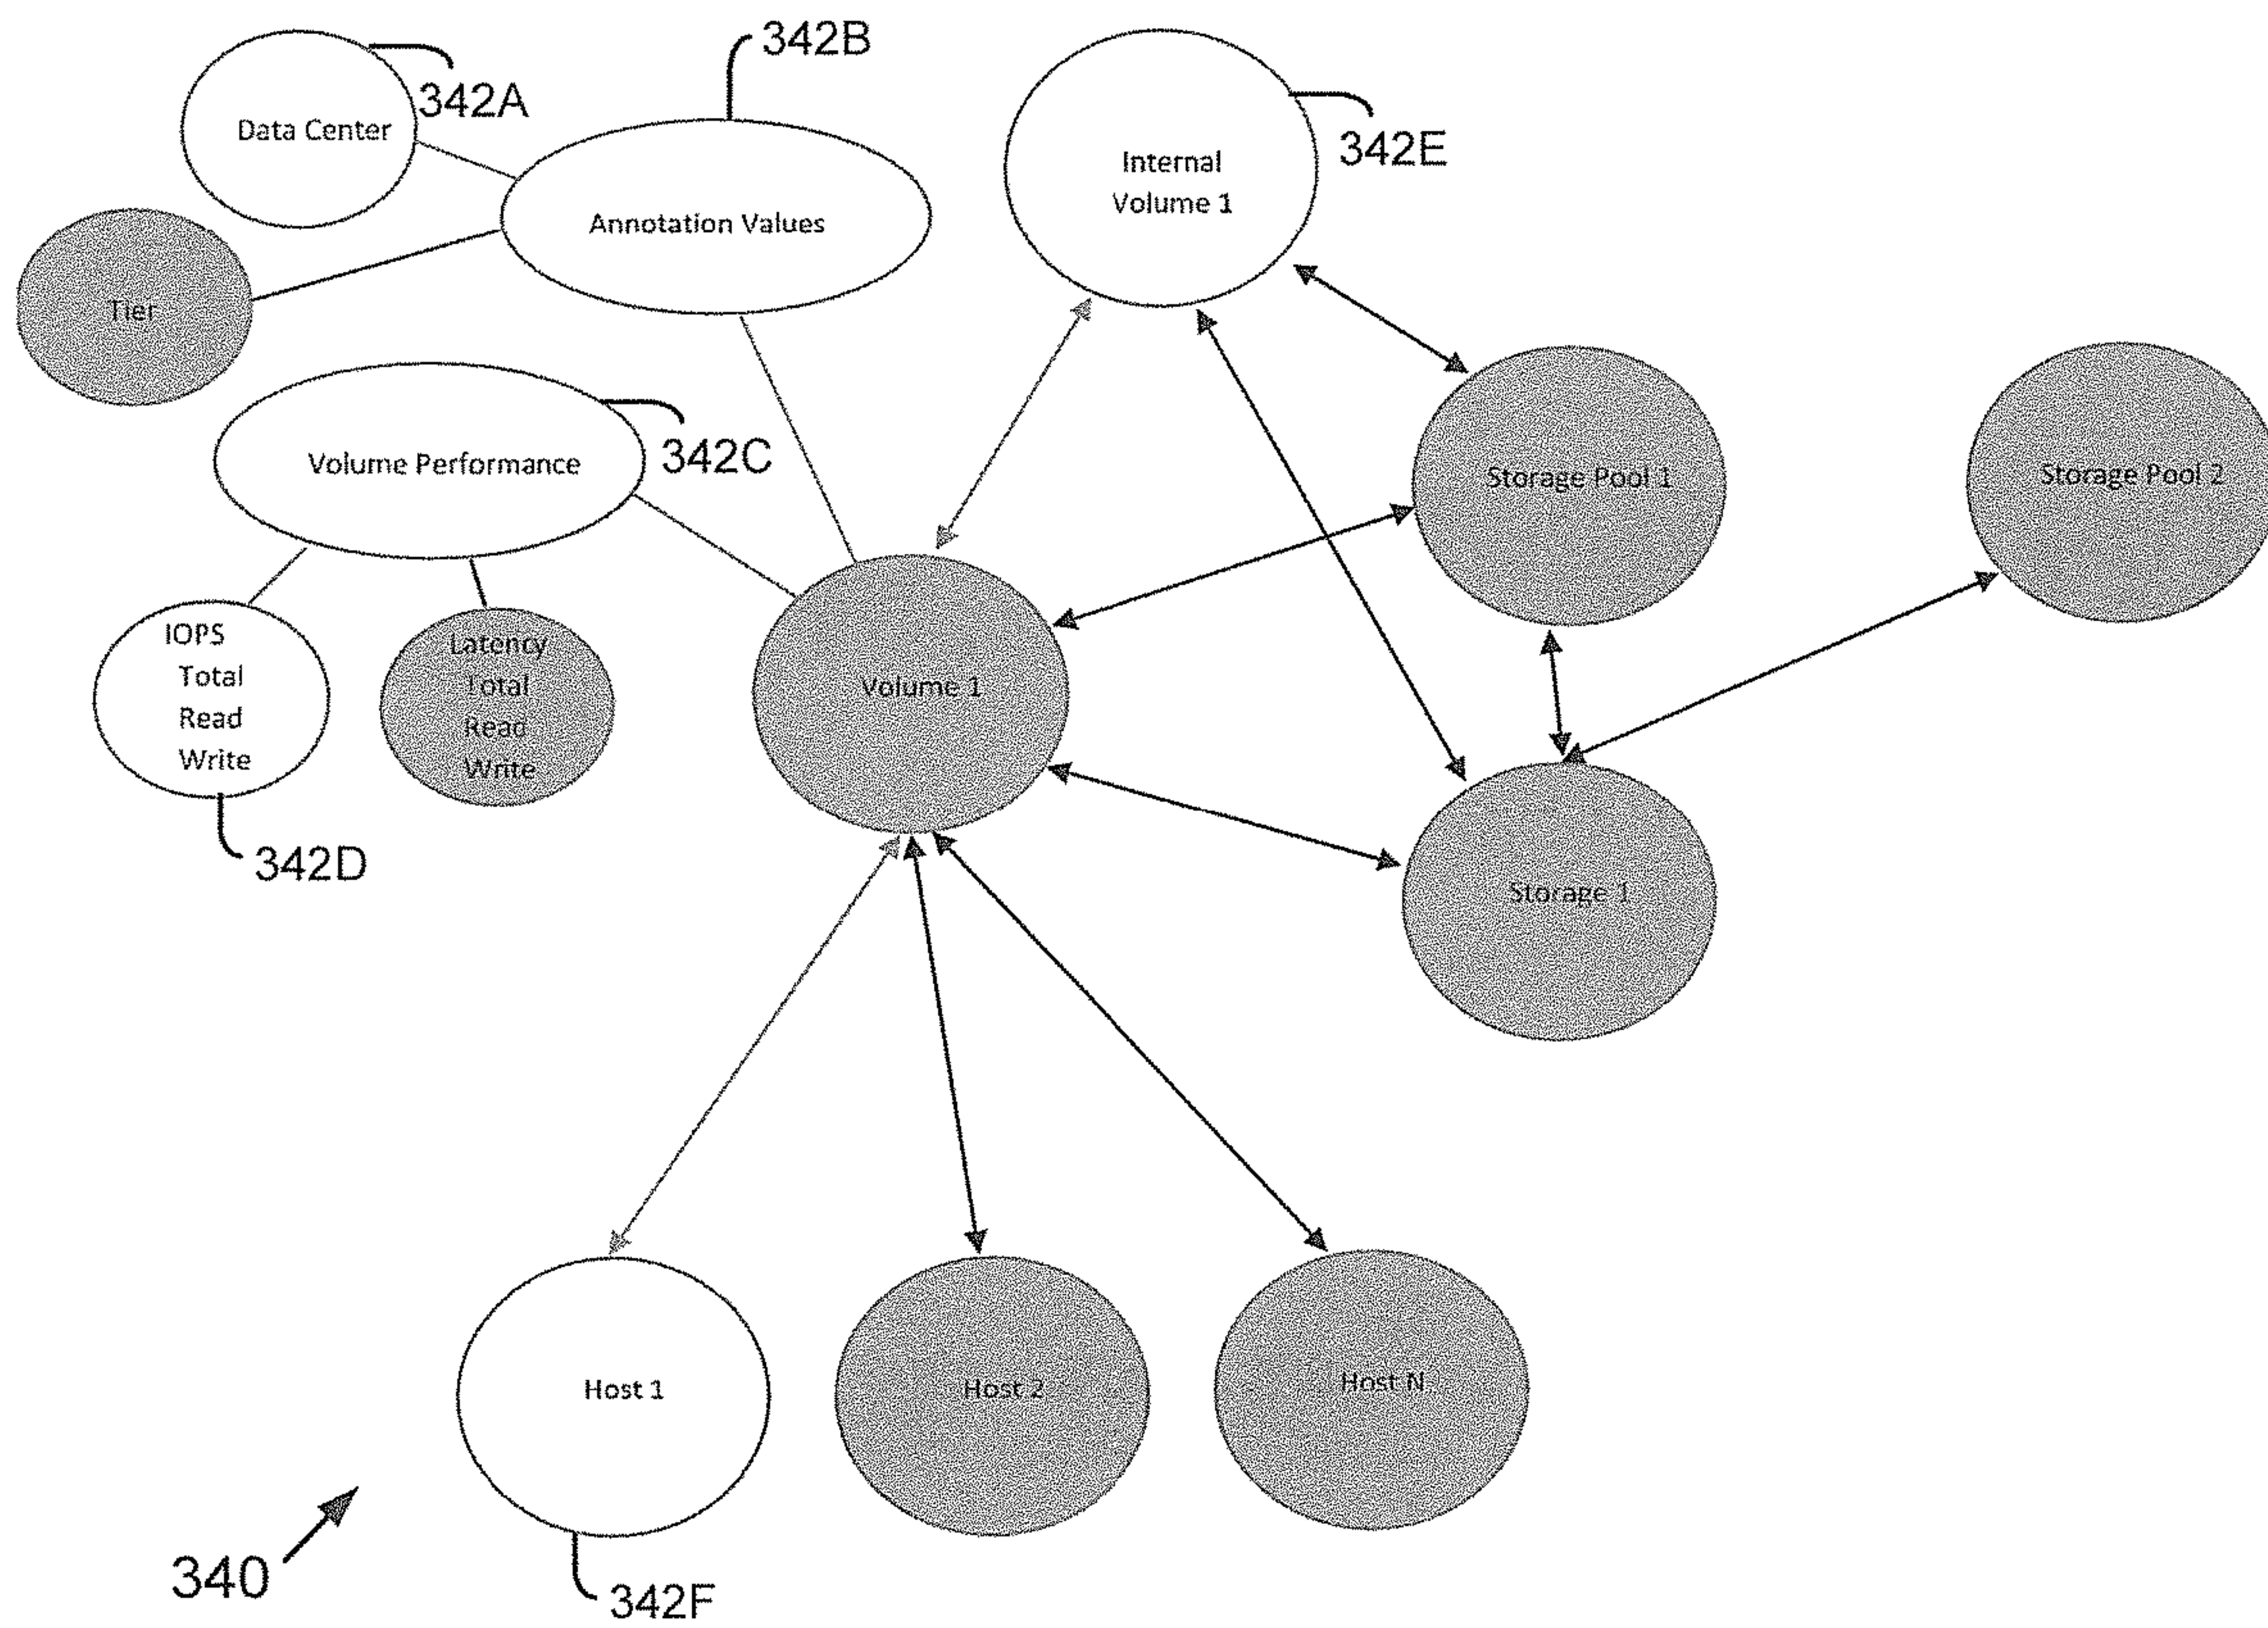 342B
342A
Data Center
342E
Internal
Volume 1
Annotation Values
Tier
Volume Performance
342C
Storage Pool 1
Storage Pool 2
IOPS
Total
Read
Write
Latency
Total
Read
Write
Volume 1
342D
Storage 1
Host 1
Host 2
Host N
340
342F